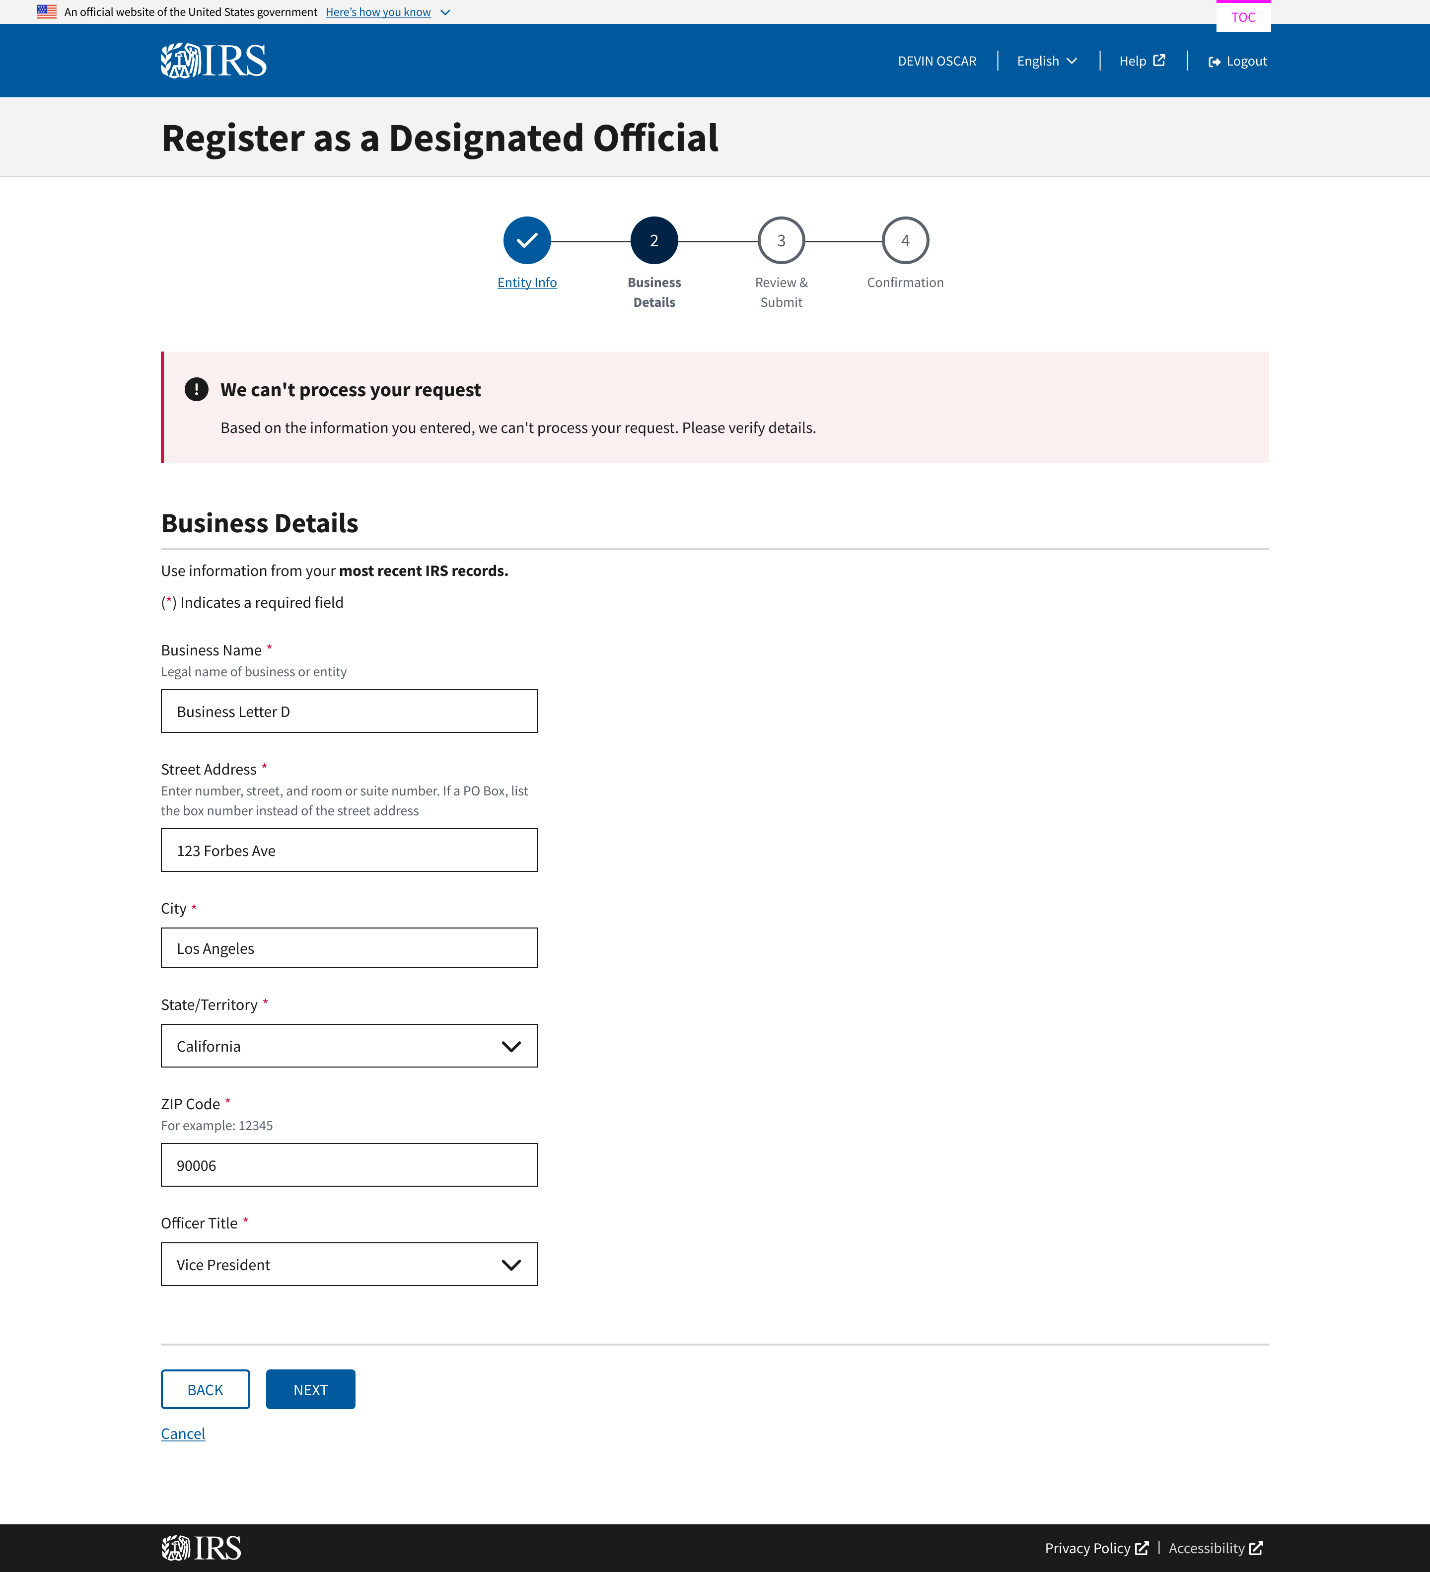 An official website of the United States government Here's how you know
TOC
IRS
DEVIN OSCAR
English
Help
Logout
Register as a Designated Official
2
3
4
Entity Info
Business
Details
Review &
Submit
Confirmation
We can't process your request
Based on the information you entered, we can't process your request. Please verify details.
Business Details
Use information from your most recent IRS records.
(*) Indicates a required field
Business Name *
Legal name of business or entity
Business Letter D
Street Address *
Enter number, street, and room or suite number. If a PO Box, list
the box number instead of the street address
123 Forbes Ave
City *
Los Angeles
State/Territory *
California
ZIP Code *
For example: 12345
90006
Officer Title *
Vice President
BACK
NEXT
Cancel
IRS
Privacy Policy | Accessibility